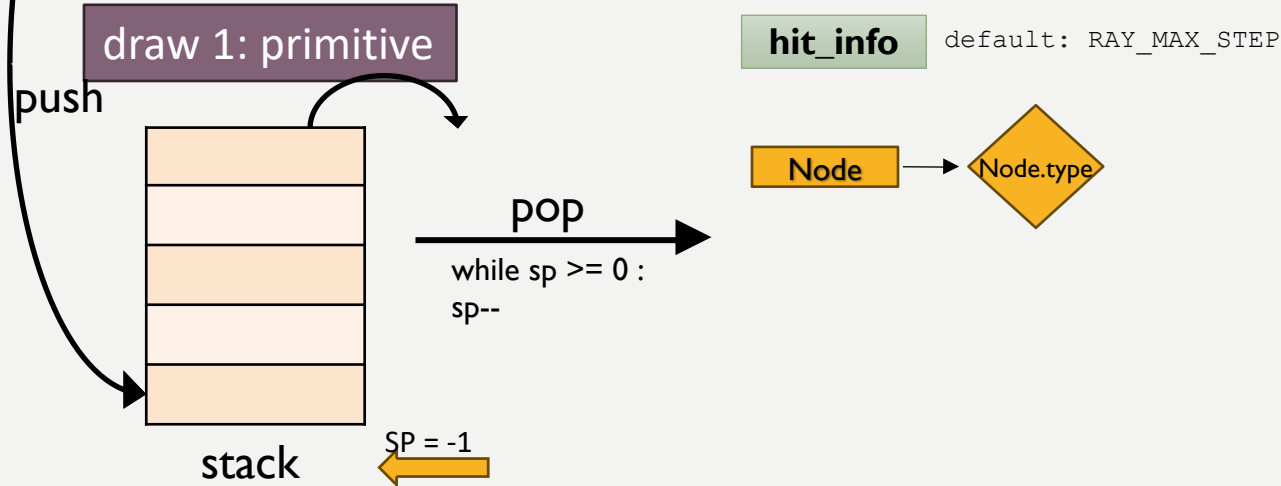 draw 1: primitive
hit_info
default: RAY_MAX_STEP
push
Node
Node.type
pop
while sp >= 0 :
sp--
SP = -1
stack